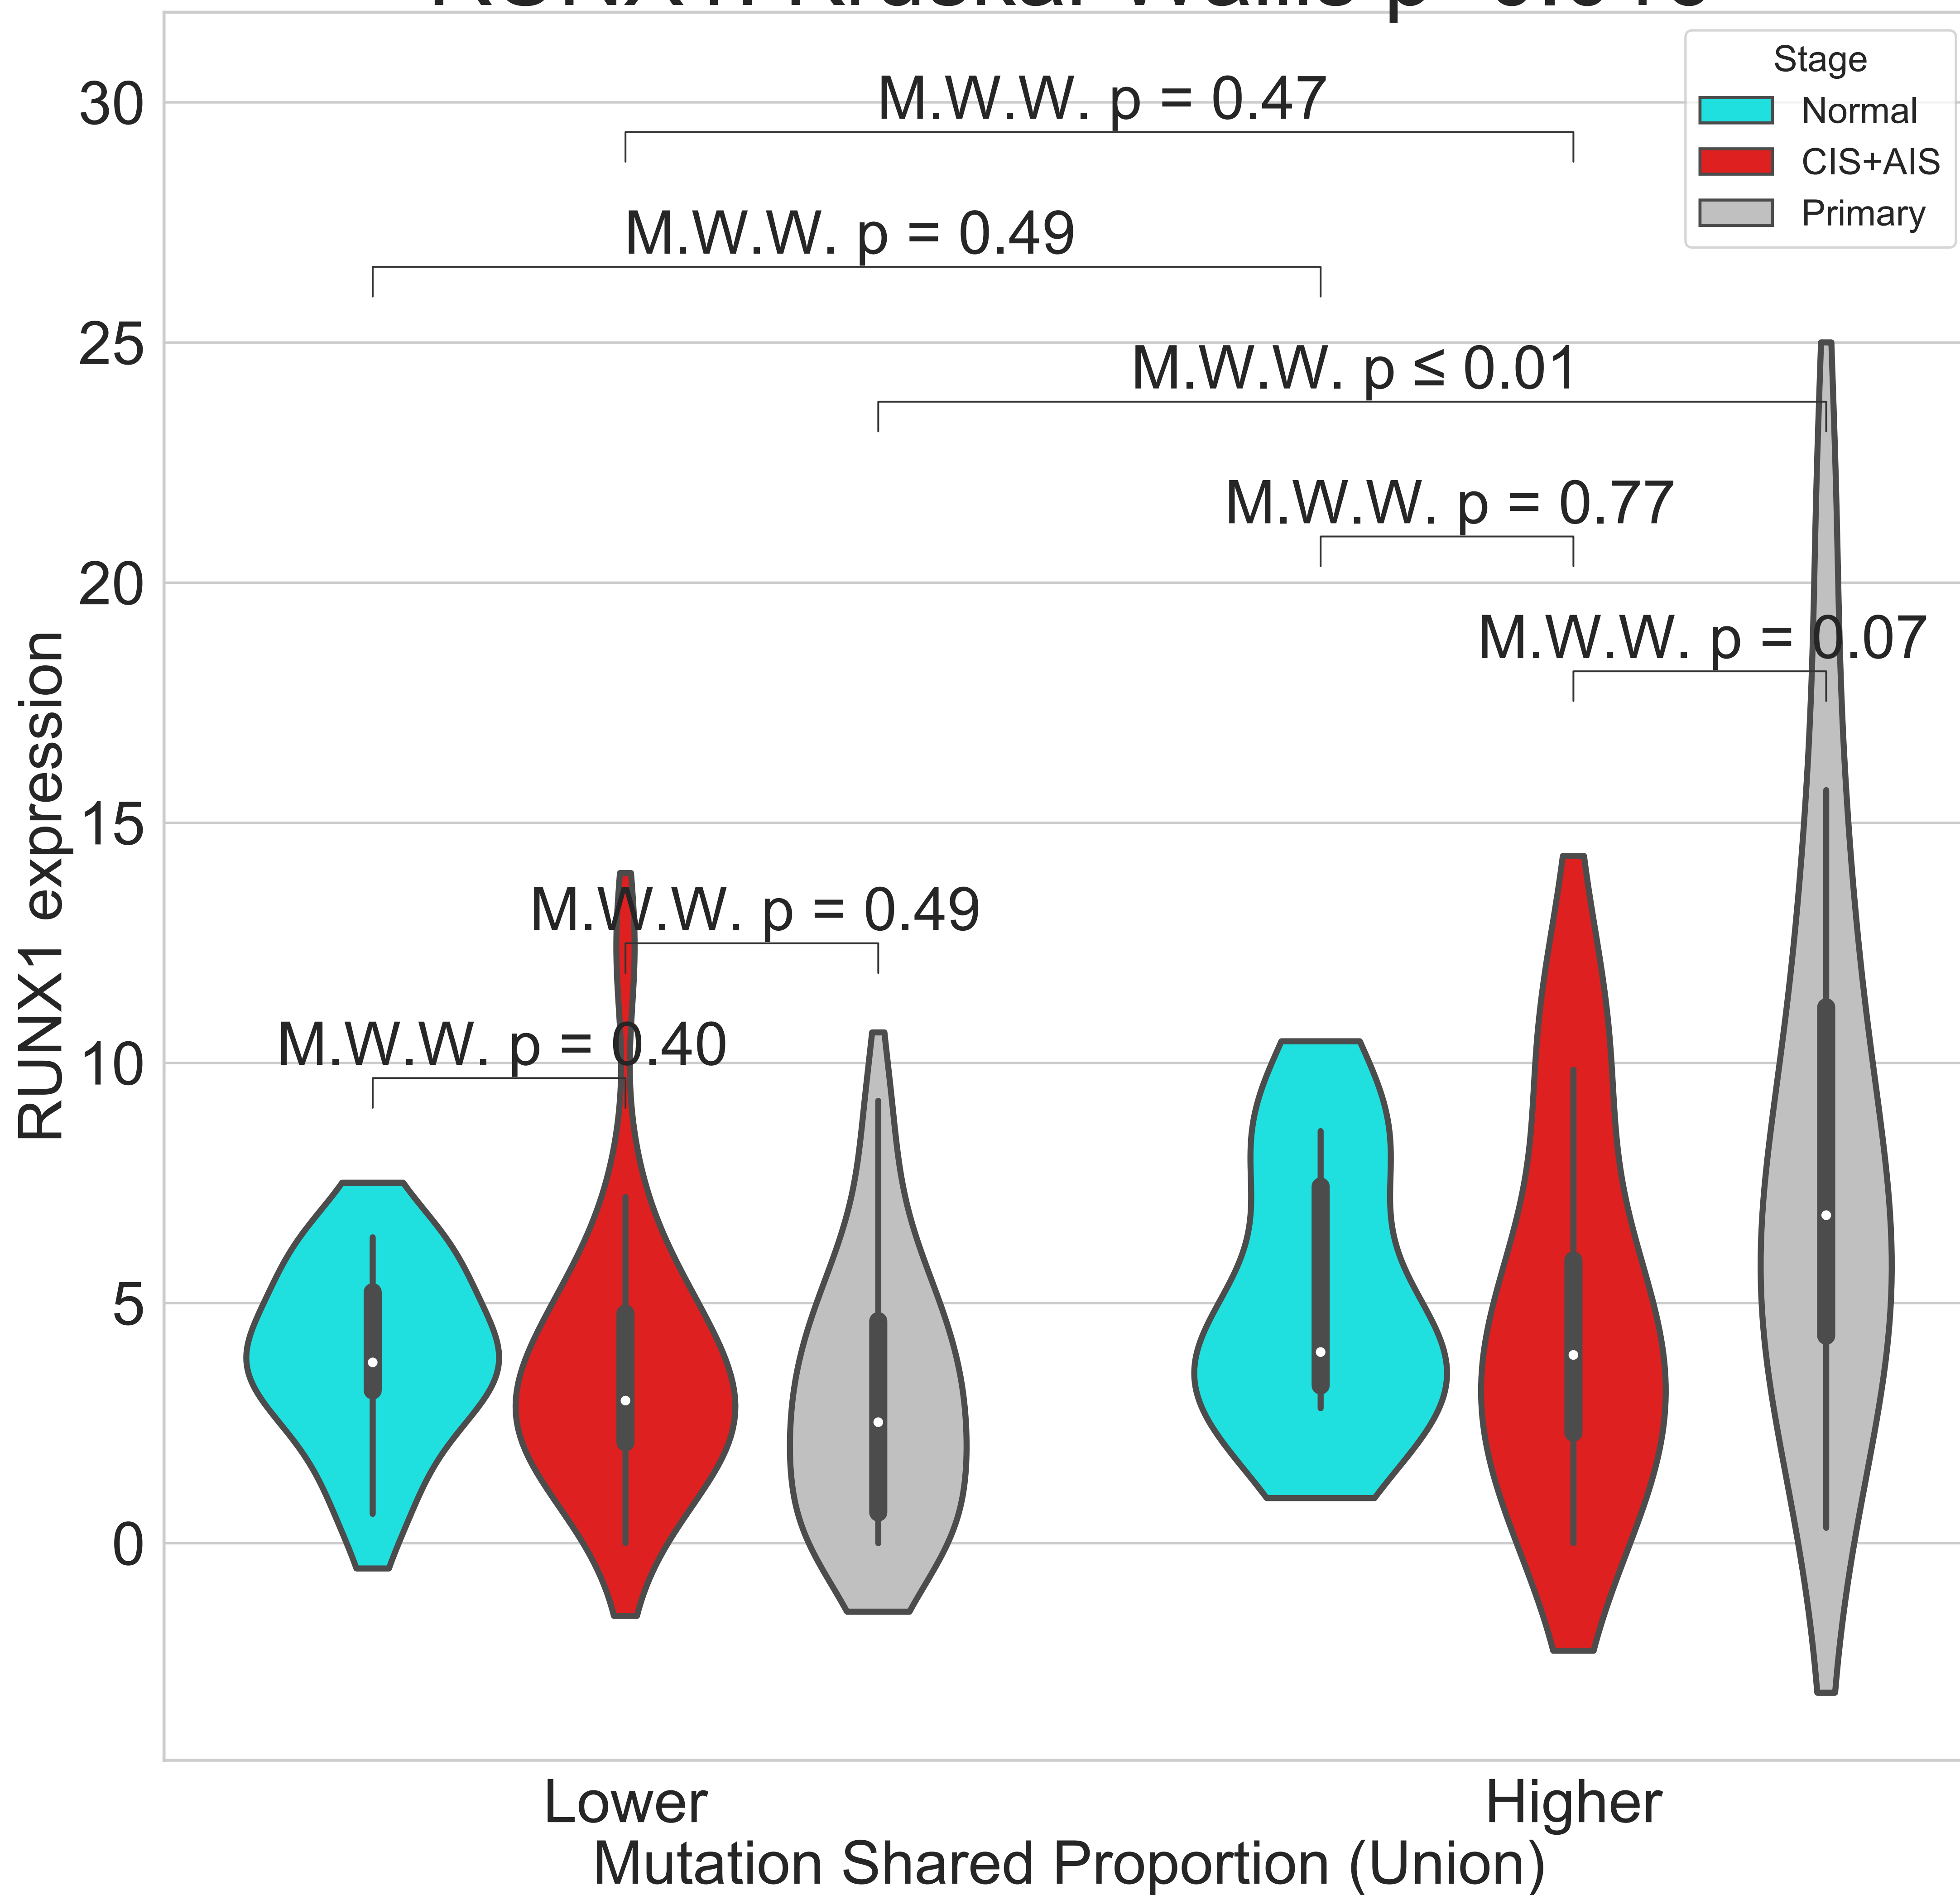 Stage
Normal
CIS+AIS
Primary
30
25
20
15
10
5
0
RUNX1 expression
M.W.W. p = 0.47
M.W.W. p = 0.49
M.W.W. p ≤ 0.01
M.W.W. p = 0.77
M.W.W. p = 0.07
M.W.W. p = 0.49
M.W.W. p = 0.40
Lower
Higher
Mutation Shared Proportion (Union)